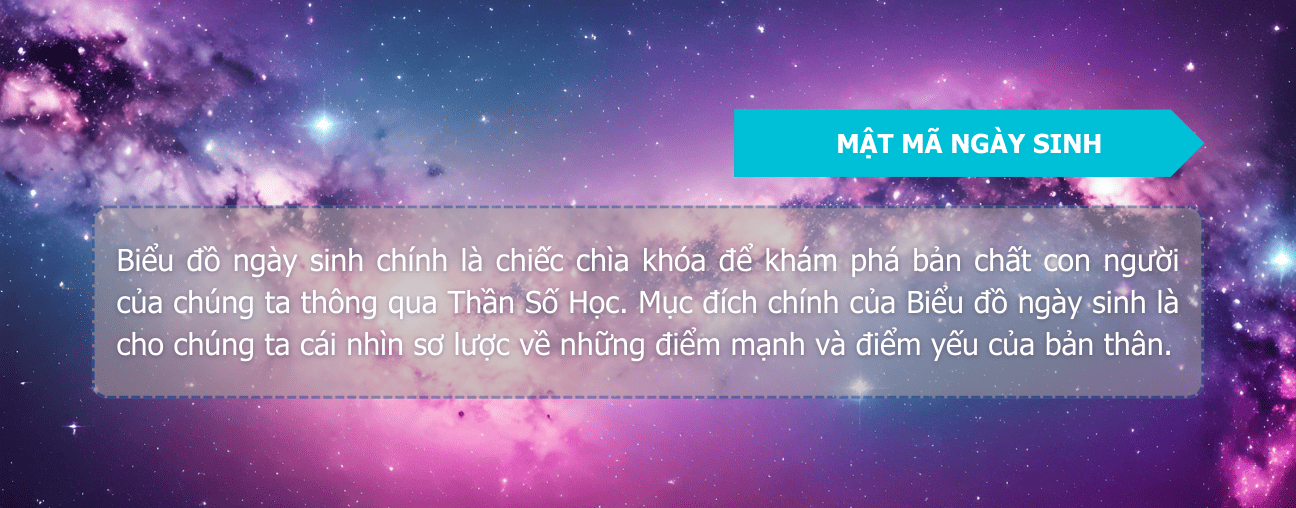 MẬT MÃ NGÀY SINH
Biểu đồ ngày sinh chính là chiếc chìa khóa để khám phá bản chất con người
của chúng ta thông qua Thần Số Học. Mục đích chính của Biểu đồ ngày sinh là
cho chúng ta cái nhìn sơ lược về những điểm mạnh và điểm yếu của bản thân.